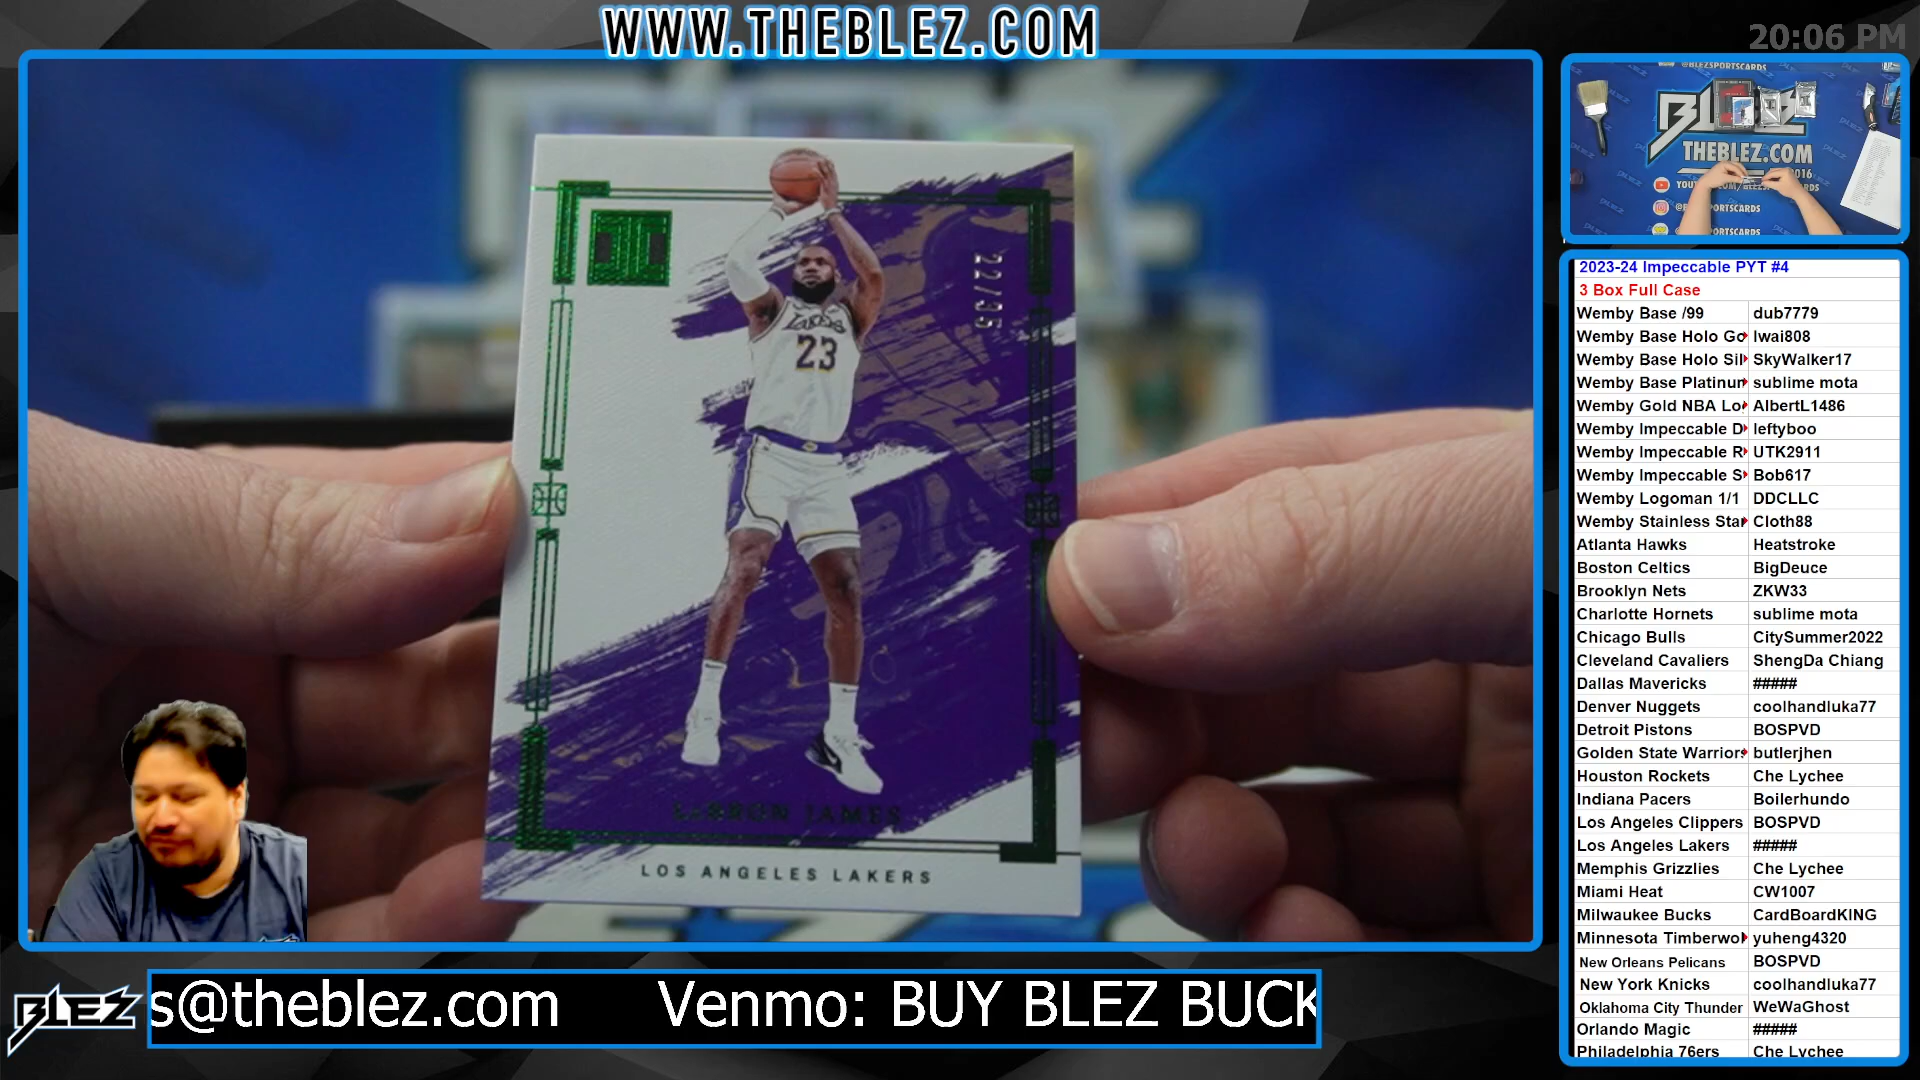 WWW.THEBLEZ.COM
20:06 PM
@BLEZSPORTSCARDS
BLEZ
THEBLEZ.COM
2016
22/95
Lakers
23
LEBRON JAMES
LOS ANGELES LAKERS
2023-24 Impeccable PYT #4
3 Box Full Case
Wemby Base /99 dub7779
Wemby Base Holo Go lwai808
Wemby Base Holo Sil SkyWalker17
Wemby Base Platinum sublime mota
Wemby Gold NBA Lo AlbertL1486
Wemby Impeccable D leftyboo
Wemby Impeccable R UTK2911
Wemby Impeccable S Bob617
Wemby Logoman 1/1 DDCLLC
Wemby Stainless Star Cloth88
Atlanta Hawks Heatstroke
Boston Celtics BigDeuce
Brooklyn Nets ZKW33
Charlotte Hornets sublime mota
Chicago Bulls CitySummer2022
Cleveland Cavaliers ShengDa Chiang
Dallas Mavericks #####
Denver Nuggets coolhandluka77
Detroit Pistons BOSPVD
Golden State Warriors butlerjhen
Houston Rockets Che Lychee
Indiana Pacers Boilerhundo
Los Angeles Clippers BOSPVD
Los Angeles Lakers #####
Memphis Grizzlies Che Lychee
Miami Heat CW1007
Milwaukee Bucks CardBoardKING
Minnesota Timberwol yuheng4320
New Orleans Pelicans BOSPVD
New York Knicks coolhandluka77
Oklahoma City Thunder WeWaGhost
Orlando Magic #####
Philadelphia 76ers Che Lychee
BLEZ
s@theblez.com Venmo: BUY BLEZ BUCK